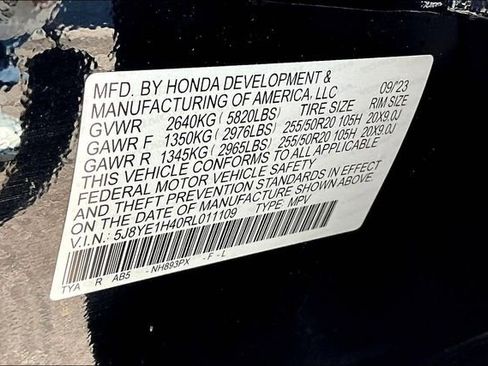 MFD. BY HONDA DEVELOPMENT & 09/23
MANUFACTURING OF AMERICA, LLC
GVWR 2640KG ( 5820LBS) TIRE SIZE RIM SIZE
GAWR F 1350KG ( 2976LBS) 255/50R20 105H 20X9.0J
GAWR R 1345KG ( 2965LBS) 255/50R20 105H 20X9.0J
THIS VEHICLE CONFORMS TO ALL APPLICABLE
FEDERAL MOTOR VEHICLE SAFETY
AND THEFT PREVENTION STANDARDS IN EFFECT
ON THE DATE OF MANUFACTURE SHOWN ABOVE.
V.I.N.: 5J8YE1H40RL011109 TYPE: MPV
TYA R AB5 -NH893PX -F -L